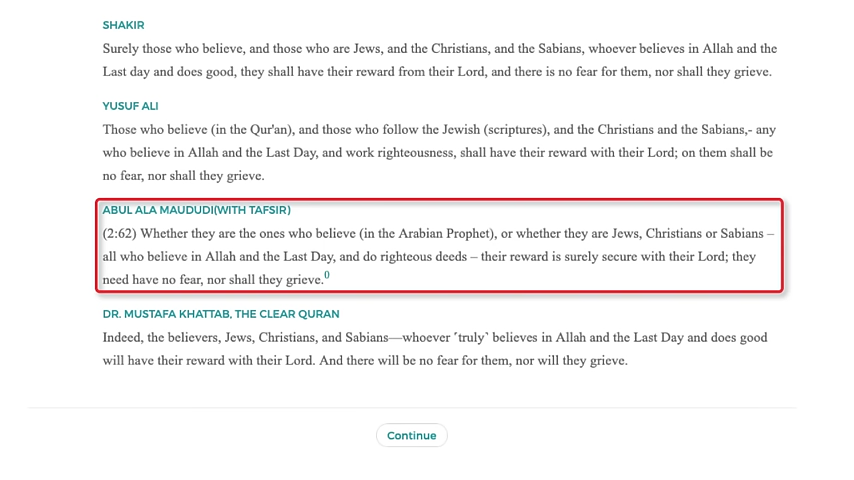 SHAKIR
Surely those who believe, and those who are Jews, and the Christians, and the Sabians, whoever believes in Allah and the
Last day and does good, they shall have their reward from their Lord, and there is no fear for them, nor shall they grieve.
YUSUF ALI
Those who believe (in the Qur'an), and those who follow the Jewish (scriptures), and the Christians and the Sabians,- any
who believe in Allah and the Last Day, and work righteousness, shall have their reward with their Lord; on them shall be
no fear, nor shall they grieve.
ABUL ALA MAUDUDI(WITH TAFSIR)
(2:62) Whether they are the ones who believe (in the Arabian Prophet), or whether they are Jews, Christians or Sabians –
all who believe in Allah and the Last Day, and do righteous deeds – their reward is surely secure with their Lord; they
need have no fear, nor shall they grieve.0
DR. MUSTAFA KHATTAB, THE CLEAR QURAN
Indeed, the believers, Jews, Christians, and Sabians—whoever ˹truly˺ believes in Allah and the Last Day and does good
will have their reward with their Lord. And there will be no fear for them, nor will they grieve.
Continue